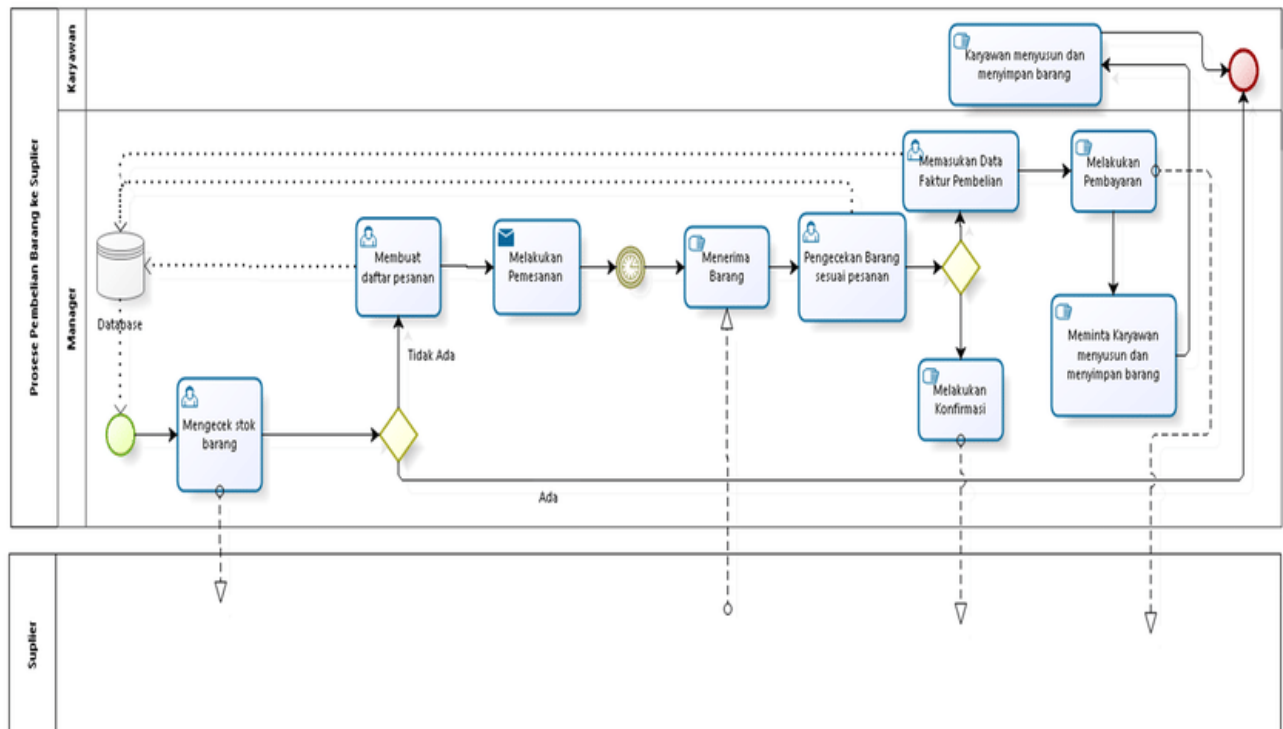 Prosese Pembelian Barang ke Suplier
Karyawan
Karyawan menyusun dan
menyimpan barang
Manager
Memasukan Data
Faktur Pembelian
Melakukan
Pembayaran
Database
Membuat
daftar pesanan
Melakukan
Pemesanan
Menerima
Barang
Pengecekan Barang
sesuai pesanan
Tidak Ada
Meminta Karyawan
menyusun dan
menyimpan barang
Melakukan
Konfirmasi
Mengecek stok
barang
Ada
Suplier